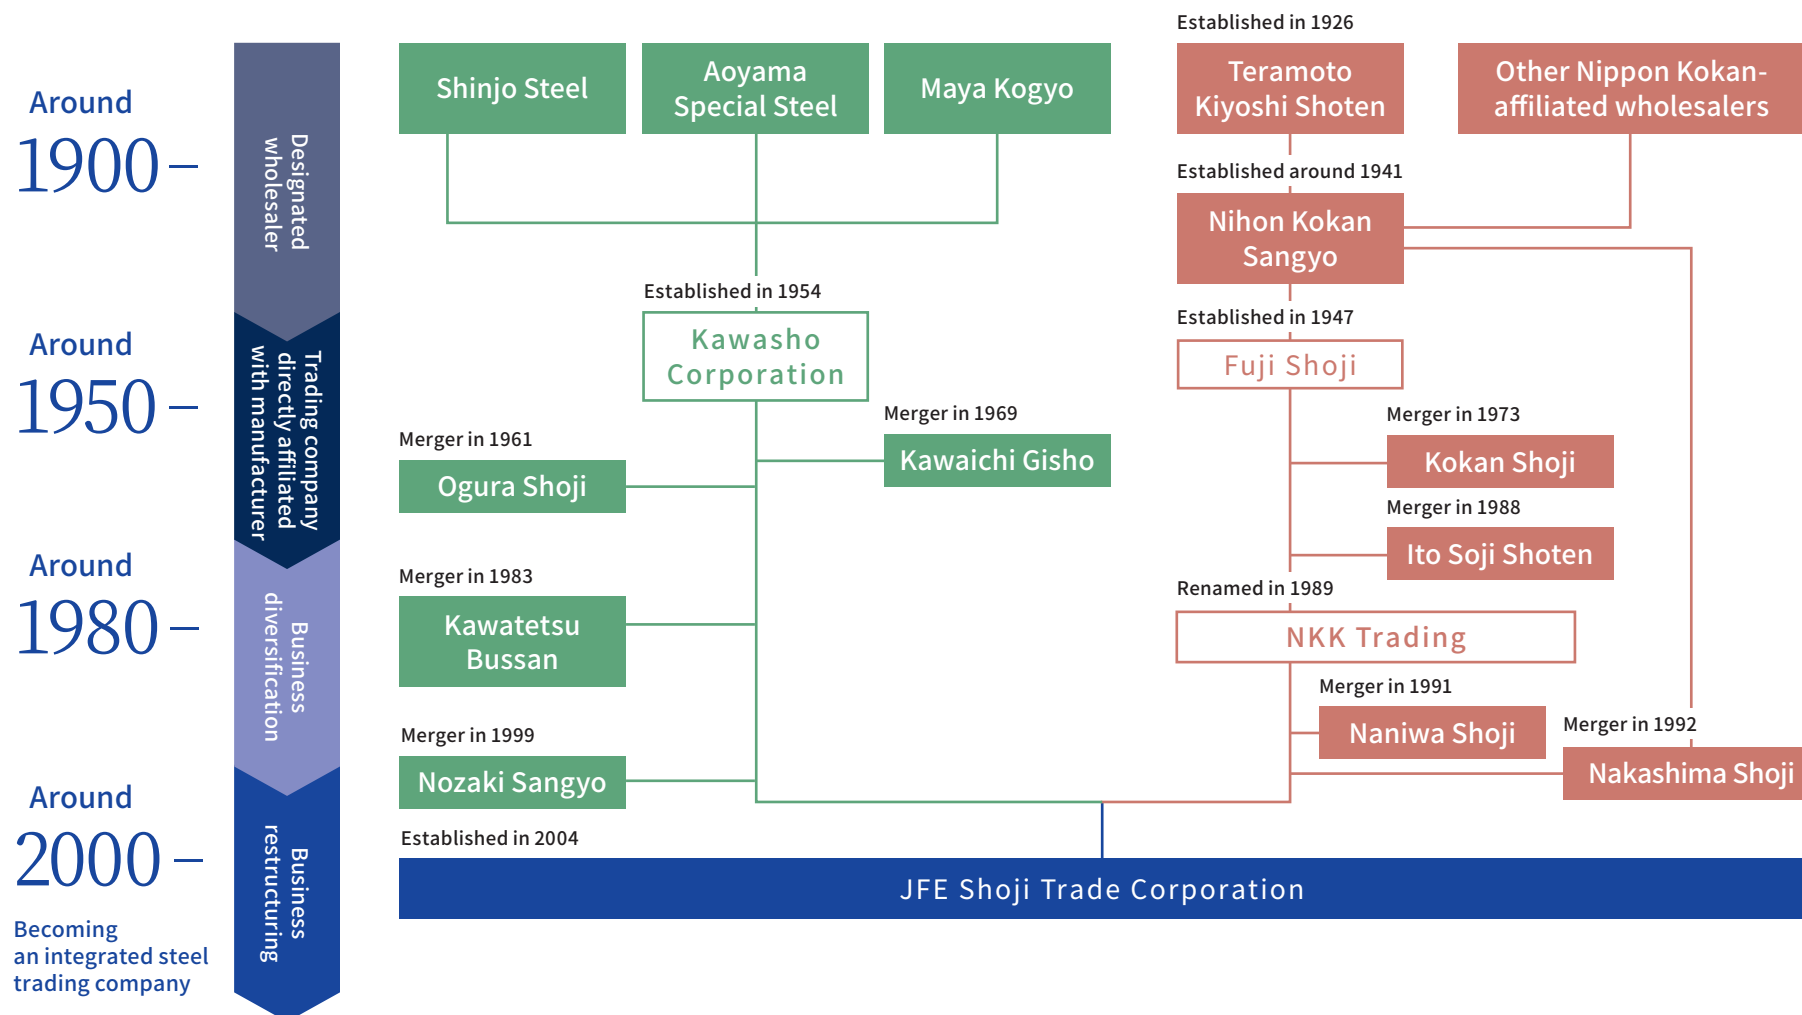 Around
1900
Around
1950
Around
1980
Around
2000
Becoming
an integrated steel
trading company
Designated
wholesaler
Trading company
directly affiliated
with manufacturer
Business
diversification
Business
restructuring
Shinjo Steel
Aoyama
Special Steel
Maya Kogyo
Established in 1954
Kawasho
Corporation
Merger in 1961
Ogura Shoji
Merger in 1969
Kawaichi Gisho
Merger in 1983
Kawatetsu
Bussan
Merger in 1999
Nozaki Sangyo
Established in 1926
Teramoto
Kiyoshi Shoten
Other Nippon Kokan-
affiliated wholesalers
Established around 1941
Nihon Kokan
Sangyo
Established in 1947
Fuji Shoji
Merger in 1973
Kokan Shoji
Merger in 1988
Ito Soji Shoten
Renamed in 1989
NKK Trading
Merger in 1991
Naniwa Shoji
Merger in 1992
Nakashima Shoji
Established in 2004
JFE Shoji Trade Corporation